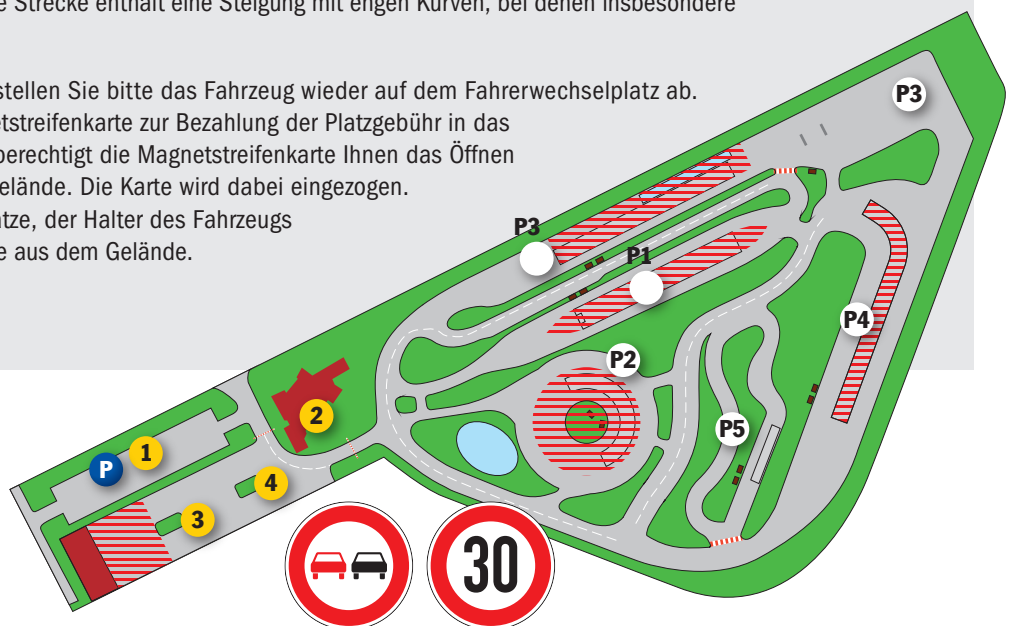 e Strecke enthält eine Steigung mit engen Kurven, bei denen insbesondere
stellen Sie bitte das Fahrzeug wieder auf dem Fahrerwechselplatz ab.
etstreifenkarte zur Bezahlung der Platzgebühr in das
berechtigt die Magnetstreifenkarte Ihnen das Öffnen
elände. Die Karte wird dabei eingezogen.
ätze, der Halter des Fahrzeugs
e aus dem Gelände.
P3
P3
P1
P4
P2
P5
2
1
P
4
3
30